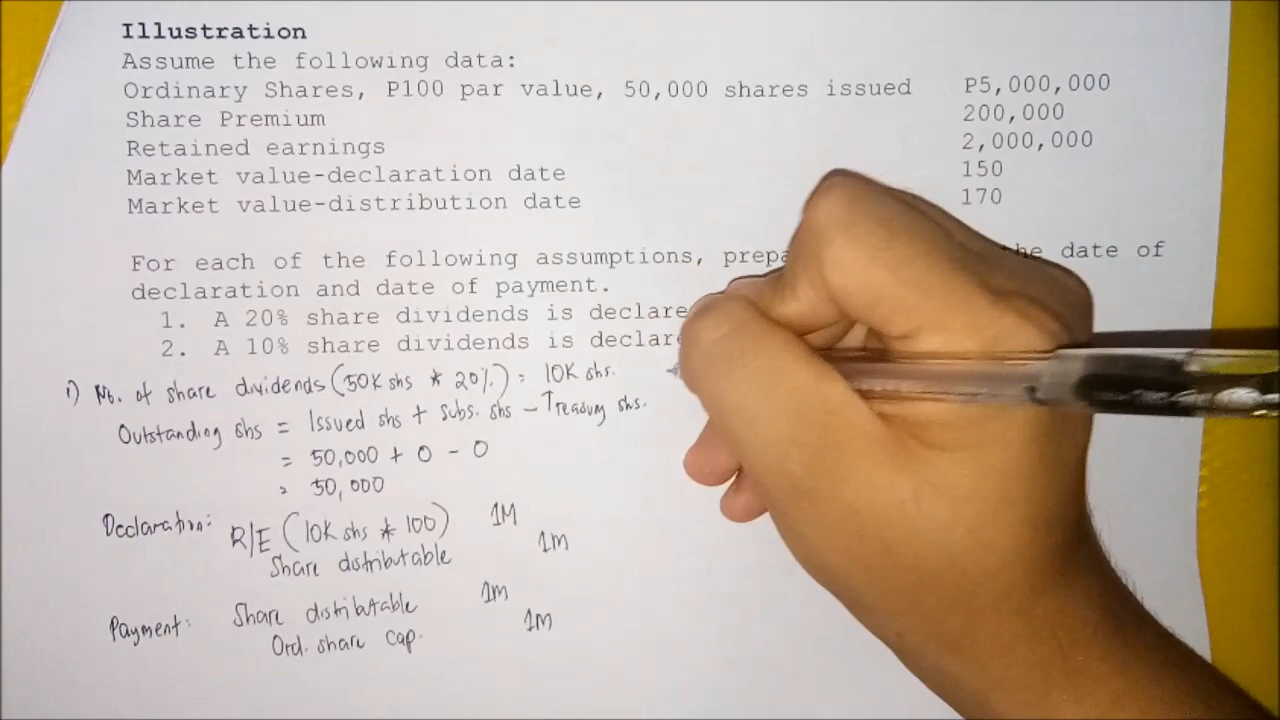 Illustration
Assume the following data:
Ordinary Shares, P100 par value, 50,000 shares issued P5,000,000
Share Premium 200,000
Retained earnings 2,000,000
Market value-declaration date 150
Market value-distribution date 170
For each of the following assumptions, the date of
declaration and date of payment.
1. A 20% share dividends is
2. A 10% share dividends is
1) No. of share dividends (50K shs * 20%) = 10K shs.
Outstanding shs = Issued shs + subs. shs - Treasury shs.
= 50,000 + 0 - 0
= 50,000
Declaration: R/E (10K shs * 100) 1M
Share distributable 1M
Payment: Share distributable 1M
Ord. share cap. 1M